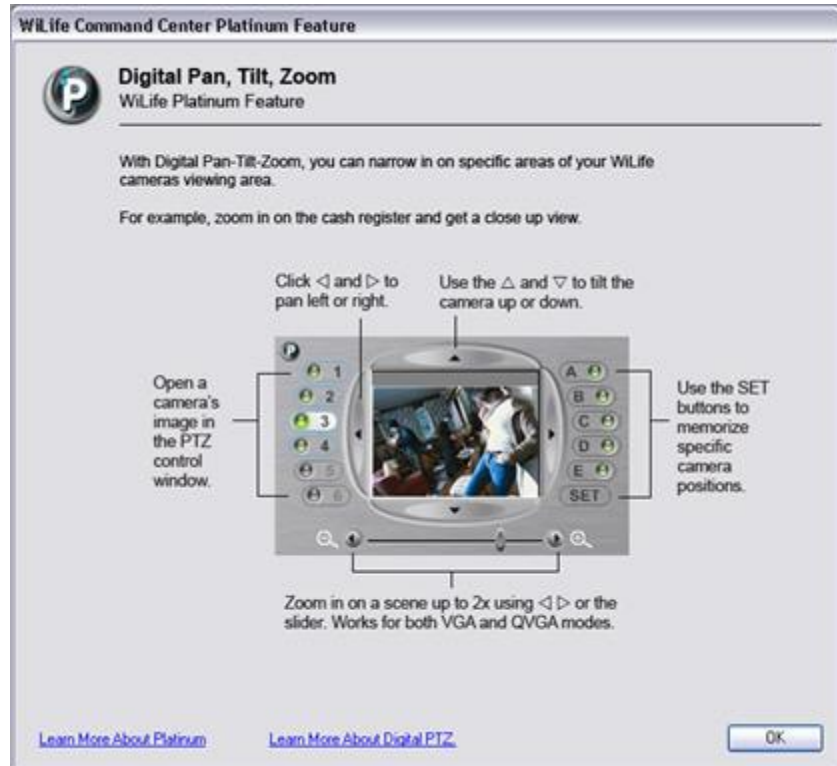 WiLife Command Center Platinum Feature
P
Digital Pan, Tilt, Zoom
WiLife Platinum Feature
With Digital Pan-Tilt-Zoom, you can narrow in on specific areas of your WiLife
cameras viewing area.
For example, zoom in on the cash register and get a close up view.
Click ◁ and ▷ to
pan left or right.
Use the △ and ▽ to tilt the
camera up or down.
Open a
camera's
image in
the PTZ
control
window.
P
1
2
3
4
5
6
A
B
C
D
E
SET
Use the SET
buttons to
memorize
specific
camera
positions.
Zoom in on a scene up to 2x using ◁ ▷ or the
slider. Works for both VGA and QVGA modes.
Learn More About Platinum
Learn More About Digital PTZ.
OK